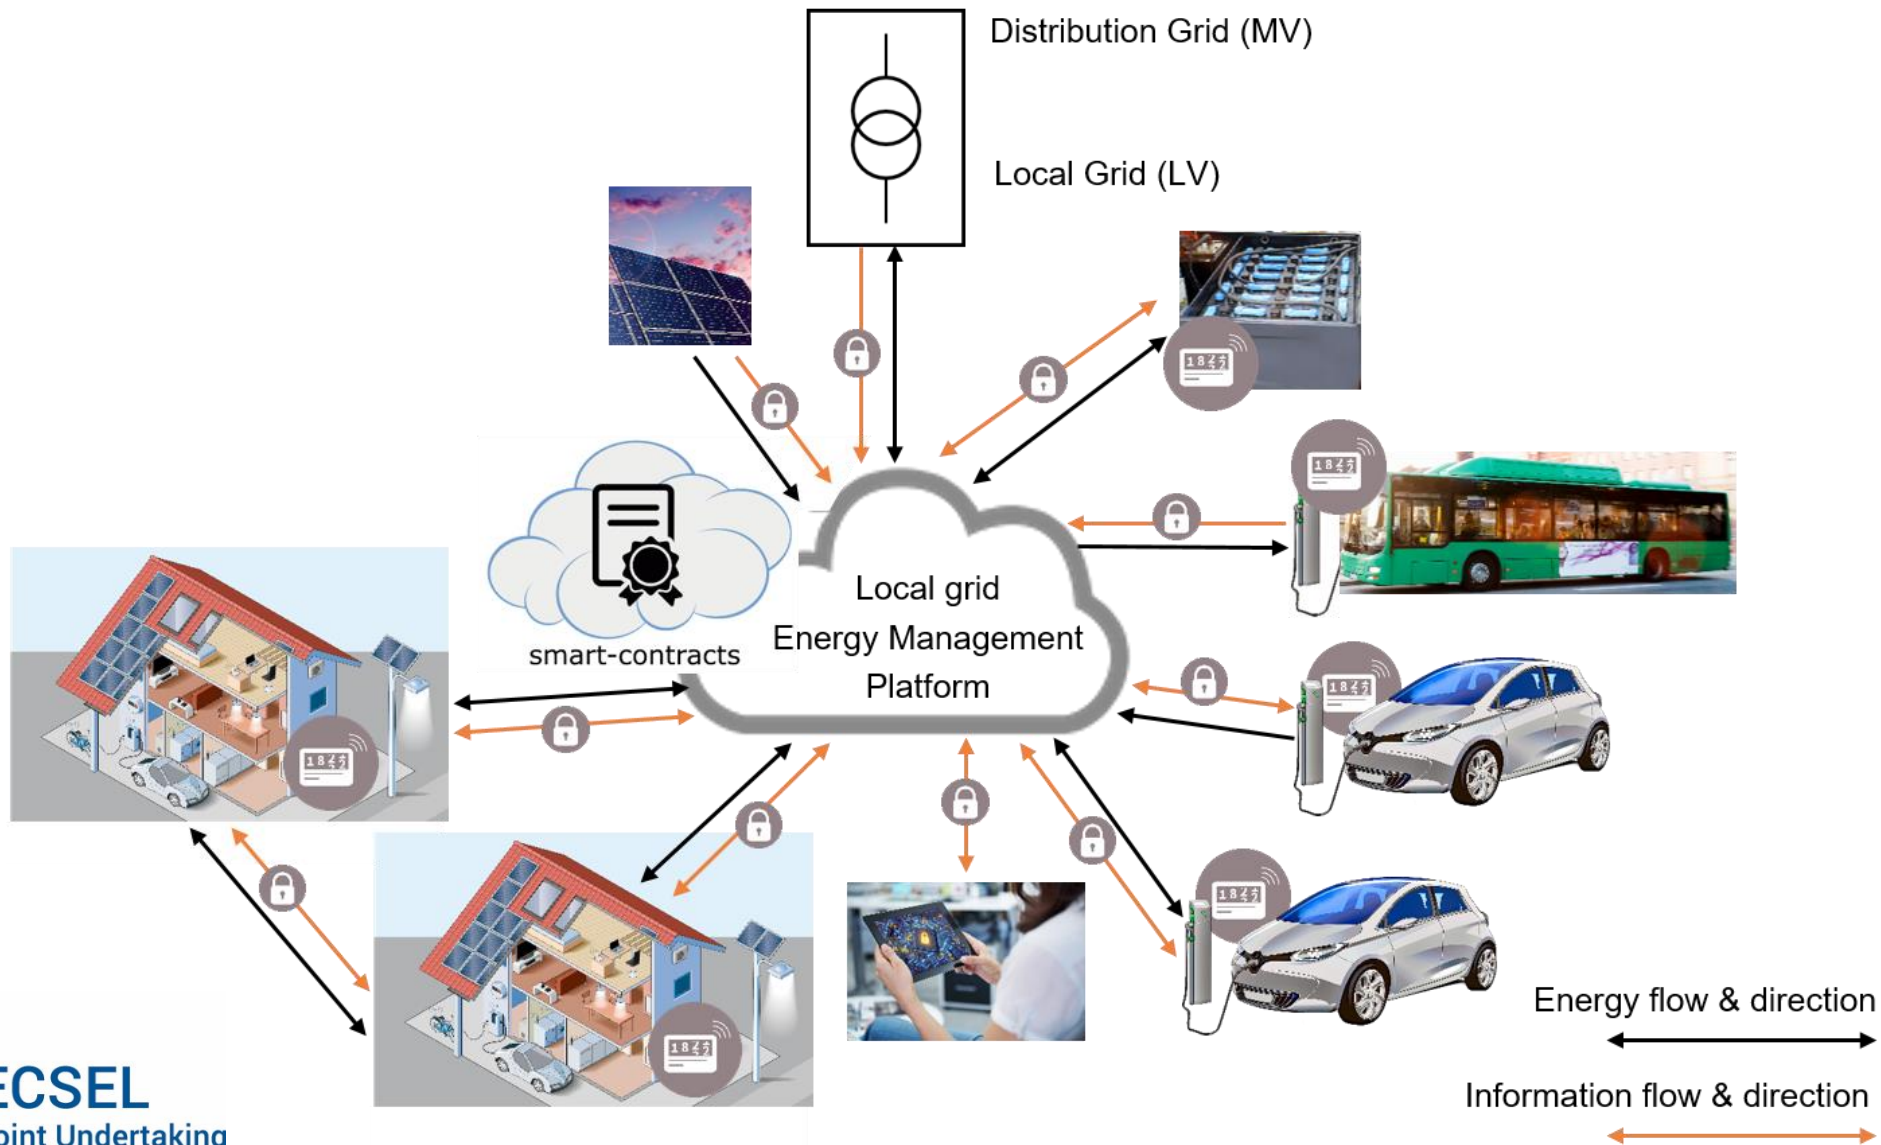 Distribution Grid (MV)
Local Grid (LV)
smart-contracts
Local grid
Energy Management
Platform
Energy flow & direction
Information flow & direction
ECSEL
oint Undertaking